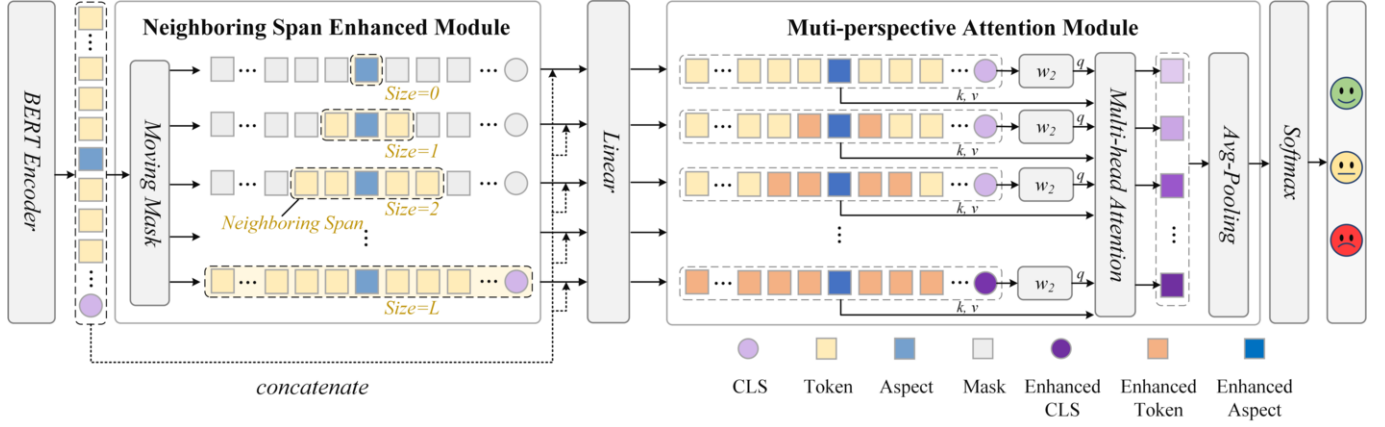 Neighboring Span Enhanced Module
Muti-perspective Attention Module
BERT Encoder
Moving Mask
Size=0
Size=1
Size=2
Neighboring Span
Size=L
concatenate
Linear
w2
q
k, v
w2
q
k, v
w2
q
k, v
w2
q
k, v
Multi-head Attention
Avg-Pooling
Softmax
CLS
Token
Aspect
Mask
Enhanced
CLS
Enhanced
Token
Enhanced
Aspect